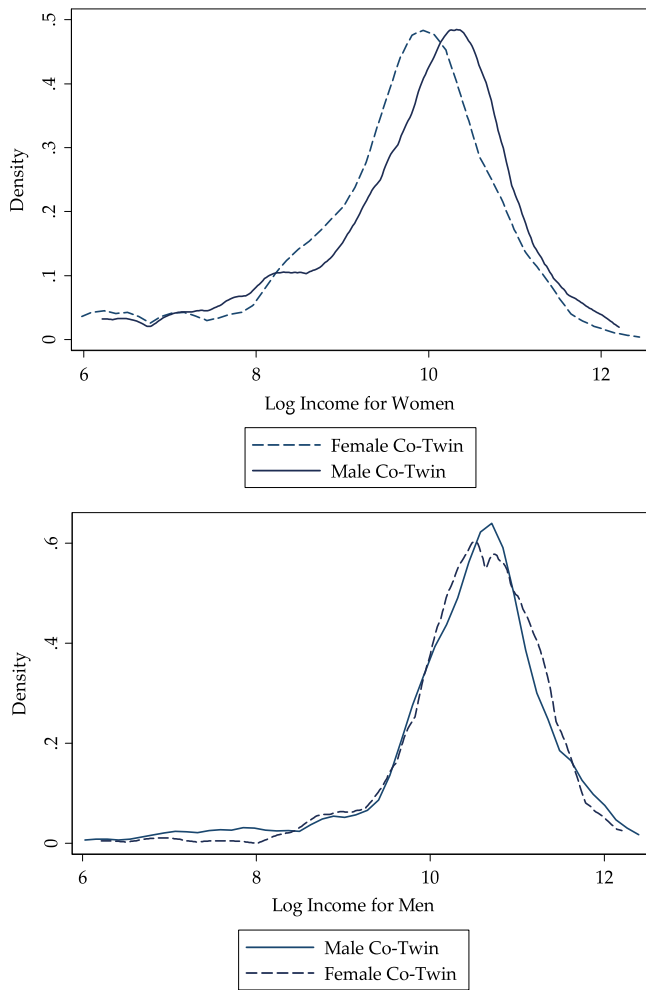 .5
.4
.3
.2
.1
0
Density
6 8 10 12
Log Income for Women
Female Co-Twin
Male Co-Twin
.6
.4
.2
0
Density
6 8 10 12
Log Income for Men
Male Co-Twin
Female Co-Twin